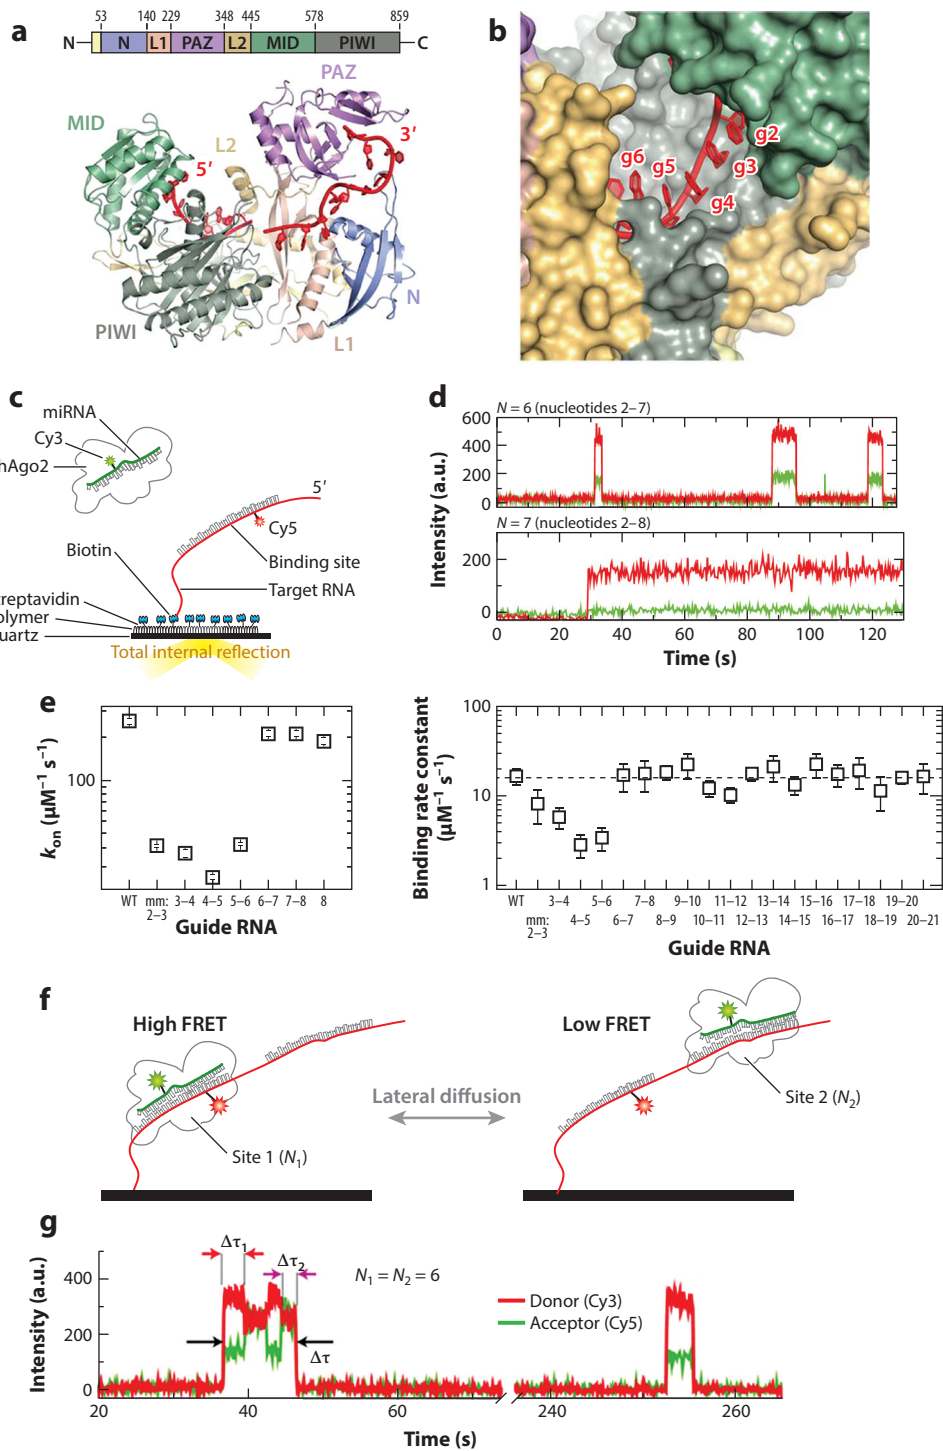 a
53 140 229 348 445 578 859
N N L1 PAZ L2 MID PIWI C
PAZ
MID
L2
3′
5′
N
PIWI
L1
b
g2
g6
g5
g3
g4
c
miRNA
Cy3
hAgo2
5′
Cy5
Biotin
Binding site
Target RNA
treptavidin
olymer
uartz
Total internal reflection
d
N = 6 (nucleotides 2–7)
600
400
200
0
N = 7 (nucleotides 2–8)
200
0
Intensity (a.u.)
0 20 40 60 80 100 120
Time (s)
e
100
kon (μM−1 s−1)
WT mm: 2–3 3–4 4–5 5–6 6–7 7–8 8
Guide RNA
100
10
1
Binding rate constant
(μM−1 s−1)
WT 3–4 5–6 7–8 9–10 11–12 13–14 15–16 17–18 19–20
mm: 2–3 4–5 6–7 8–9 10–11 12–13 14–15 16–17 18–19 20–21
Guide RNA
f
High FRET
Low FRET
Lateral diffusion
Site 1 (N1)
Site 2 (N2)
g
Δτ1
Δτ2
N1 = N2 = 6
400
200
0
Δτ
Donor (Cy3)
Acceptor (Cy5)
Intensity (a.u.)
20 40 60 240 260
Time (s)